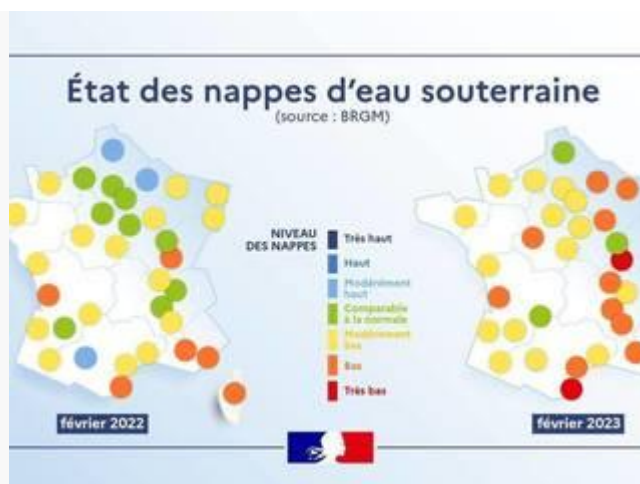 État des nappes d'eau souterraine
(source : BRGM)
NIVEAU
DES NAPPES
Très haut
Haut
Modérément
haut
Comparable
à la normale
Modérément
bas
Bas
Très bas
février 2022
février 2023